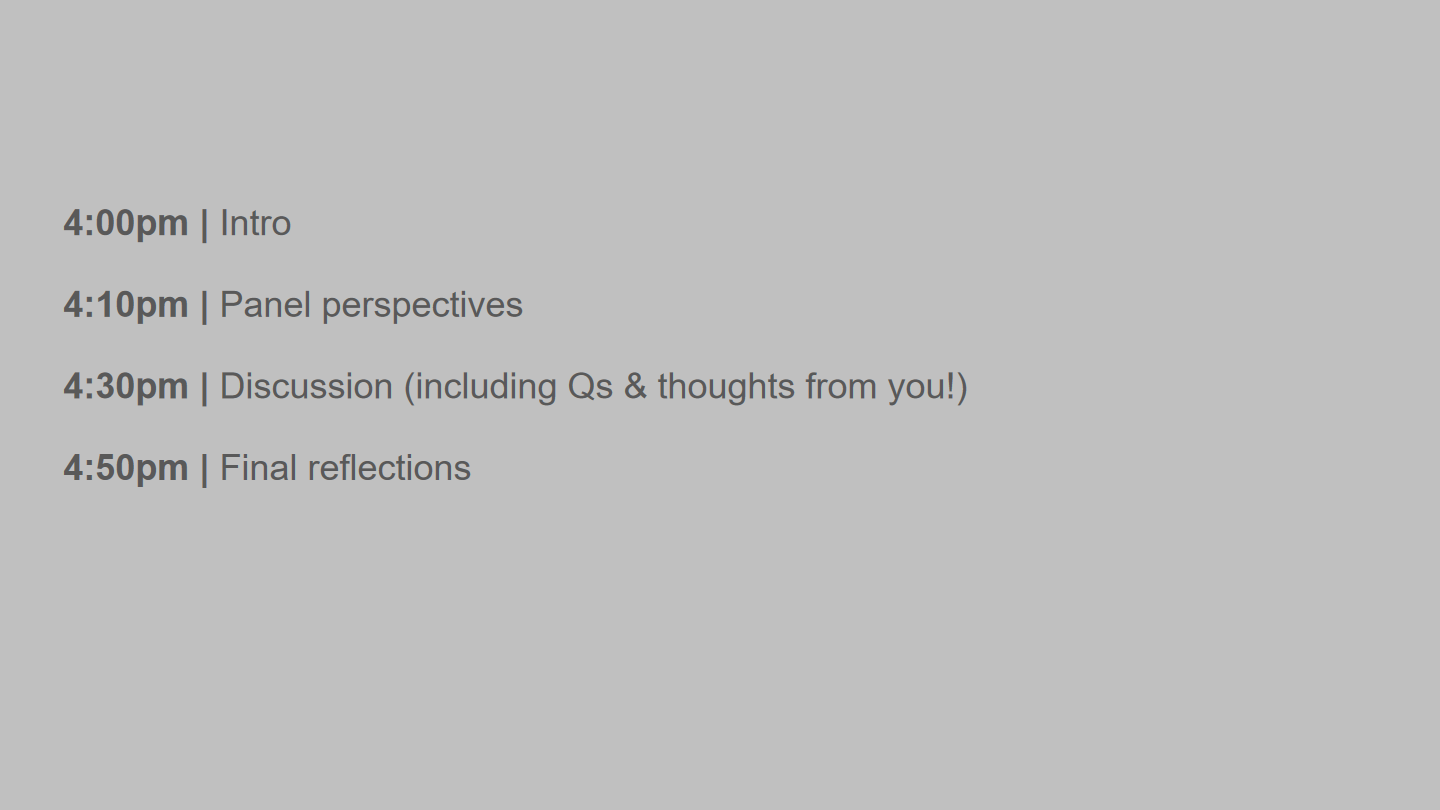 4:00pm | Intro
4:10pm | Panel perspectives
4:30pm | Discussion (including Qs & thoughts from you!)
4:50pm | Final reflections